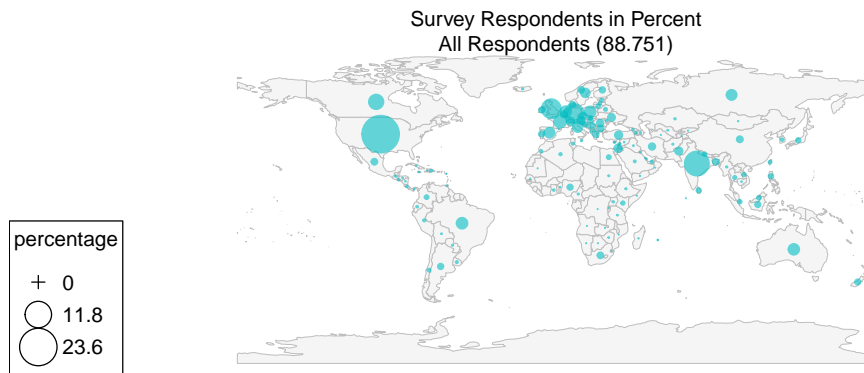 Survey Respondents in Percent
All Respondents (88.751)
percentage
0
11.8
23.6